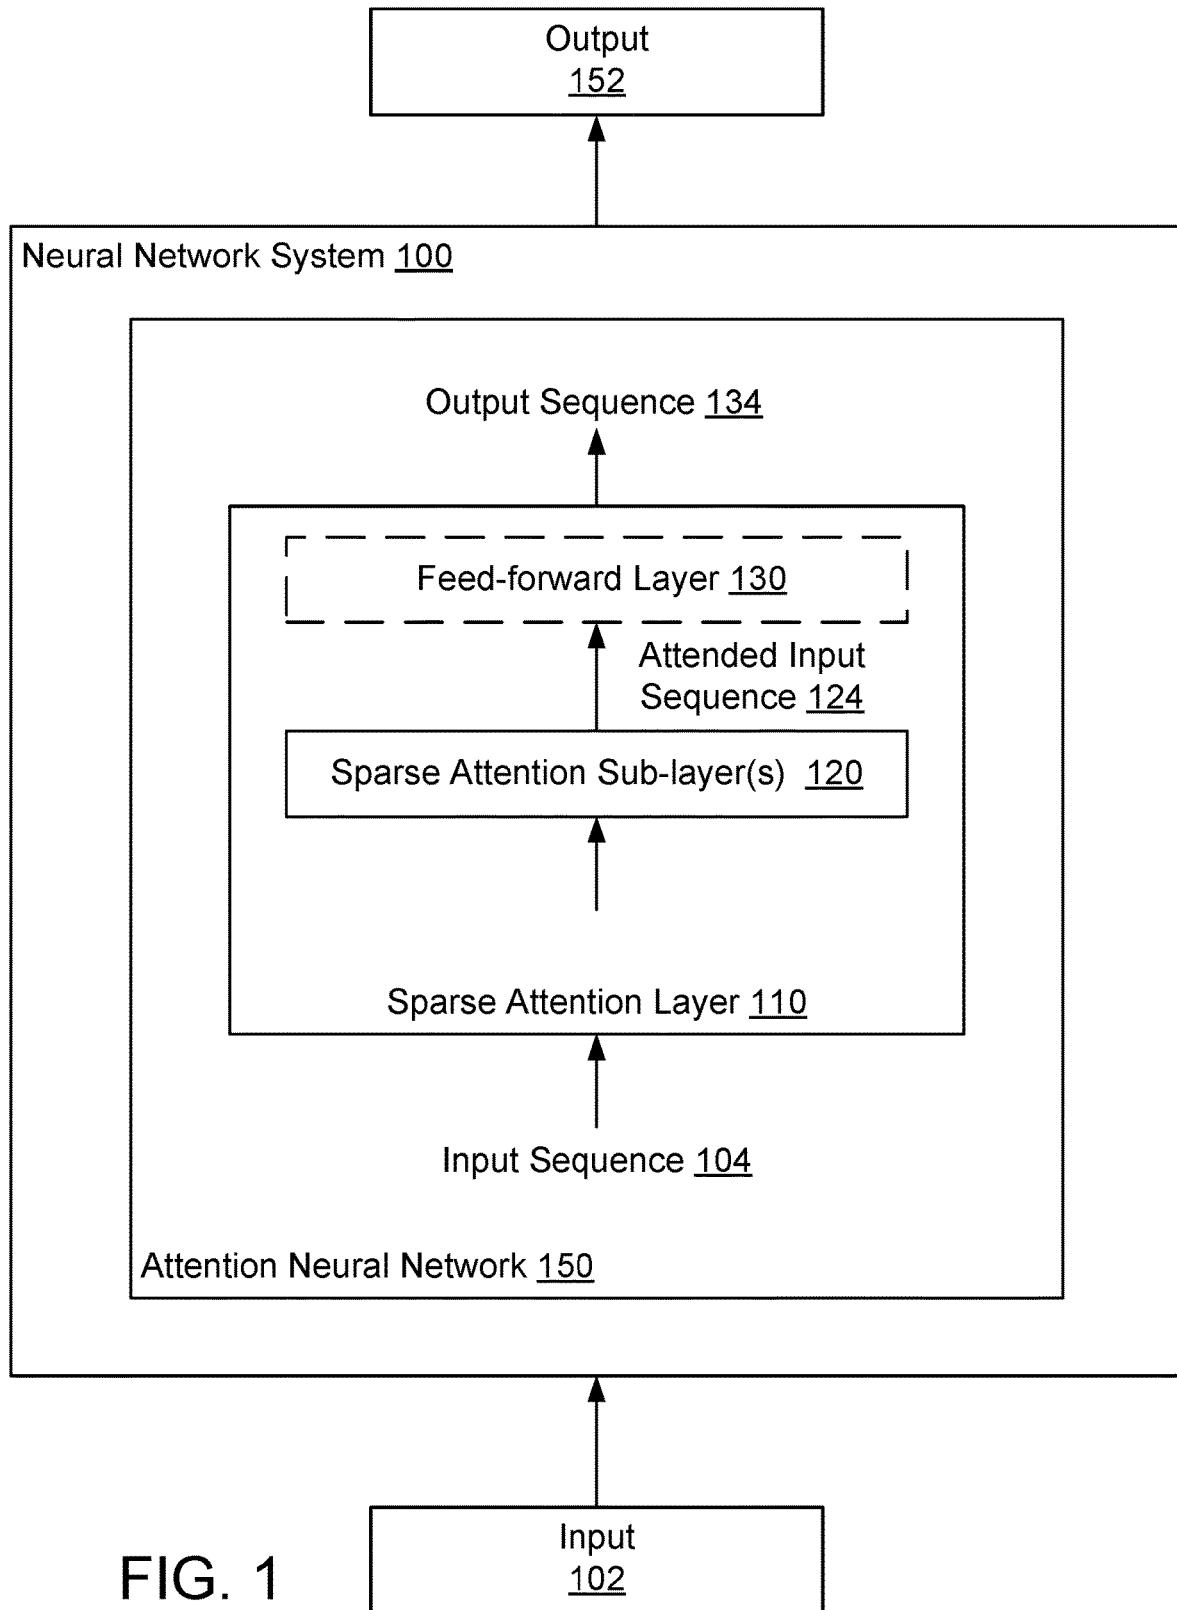 Output
152
Neural Network System 100
Output Sequence 134
Feed-forward Layer 130
Attended Input
Sequence 124
Sparse Attention Sub-layer(s) 120
Sparse Attention Layer 110
Input Sequence 104
Attention Neural Network 150
Input
102
FIG. 1